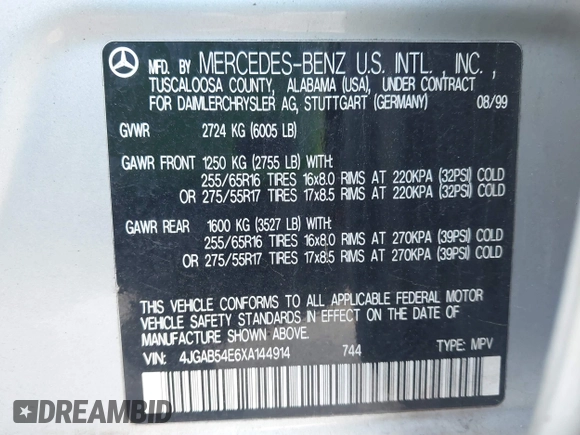 MFD. BY MERCEDES-BENZ U.S. INTL., INC.,
TUSCALOOSA COUNTY, ALABAMA (USA), UNDER CONTRACT
FOR DAIMLERCHRYSLER AG, STUTTGART (GERMANY) 08/99
GVWR 2724 KG (6005 LB)
GAWR FRONT 1250 KG (2755 LB) WITH:
255/65R16 TIRES 16x8.0 RIMS AT 220KPA (32PSI) COLD
OR 275/55R17 TIRES 17x8.5 RIMS AT 220KPA (32PSI) COLD
GAWR REAR 1600 KG (3527 LB) WITH:
255/65R16 TIRES 16x8.0 RIMS AT 270KPA (39PSI) COLD
OR 275/55R17 TIRES 17x8.5 RIMS AT 270KPA (39PSI) COLD
THIS VEHICLE CONFORMS TO ALL APPLICABLE FEDERAL MOTOR
VEHICLE SAFETY STANDARDS IN EFFECT ON THE DATE OF
MANUFACTURE SHOWN ABOVE.
VIN: 4JGAB54E6XA144914 744 TYPE: MPV
DREAMBID